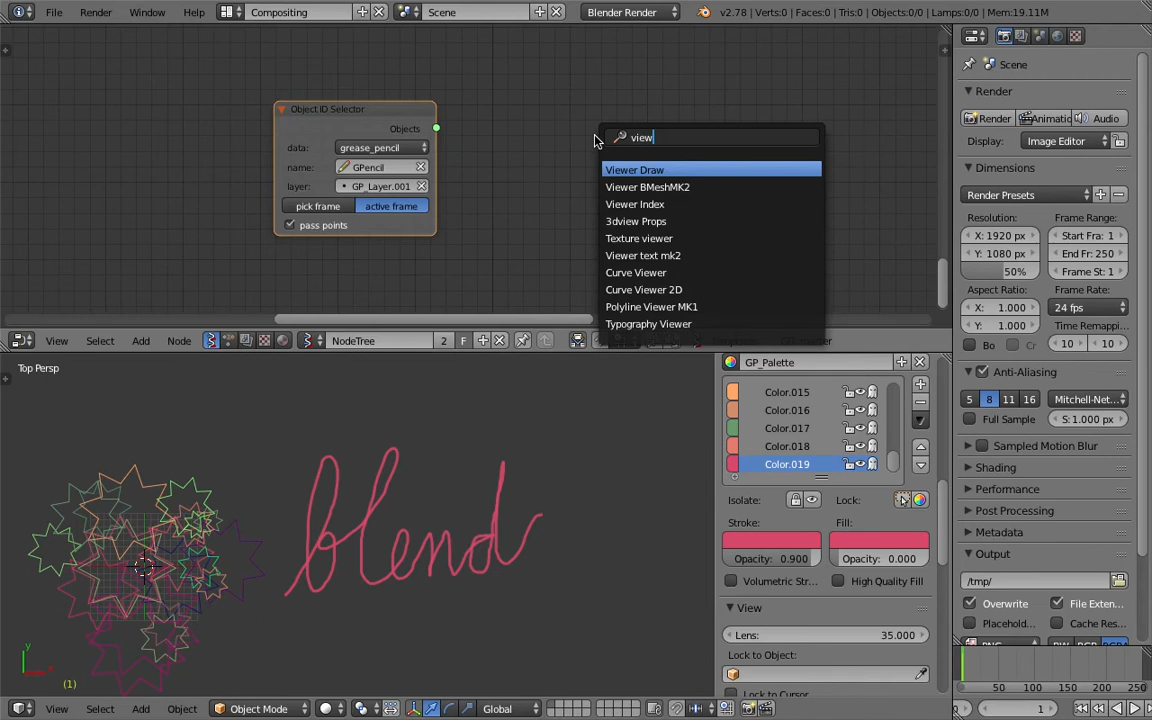 File Render Window Help Compositing Scene Blender Render v2.78 | Verts:0 | Faces:0 | Tris:0 | Objects:0/0 | Lamps:0/0 | Mem:19.11M
Object ID Selector
Objects
data: grease_pencil
name: GPencil
layer: GP_Layer.001
pick frame active frame
pass points
view
Viewer Draw
Viewer BMeshMK2
Viewer Index
3dview Props
Texture viewer
Viewer text mk2
Curve Viewer
Curve Viewer 2D
Polyline Viewer MK1
Typography Viewer
View Select Add Node NodeTree 2 F
Scene
Render
Render Animatic Audio
Display: Image Editor
Dimensions
Render Presets
Resolution: Frame Range:
X: 1920 px Start Fra: 1
Y: 1080 px End Fr: 250
50% Frame St: 1
Aspect Ratio: Frame Rate:
X: 1.000 24 fps
Y: 1.000 Time Remappi...
Bo Cr 10 10
Anti-Aliasing
5 8 11 16 Mitchell-Net...
Full Sample S: 1.000 px
Sampled Motion Blur
Shading
Performance
Post Processing
Metadata
Output
/tmp/
Overwrite File Exten...
Placehold... Cache Res...
50 100 150 200 250
1
Top Persp
blend
y
(1)
GP_Palette
Color.015
Color.016
Color.017
Color.018
Color.019
Isolate: Lock:
Stroke: Fill:
Opacity: 0.900 Opacity: 0.000
Volumetric Str... High Quality Fill
View
Lens: 35.000
Lock to Object:
Lock to Cursor
View Select Add Object Object Mode Global